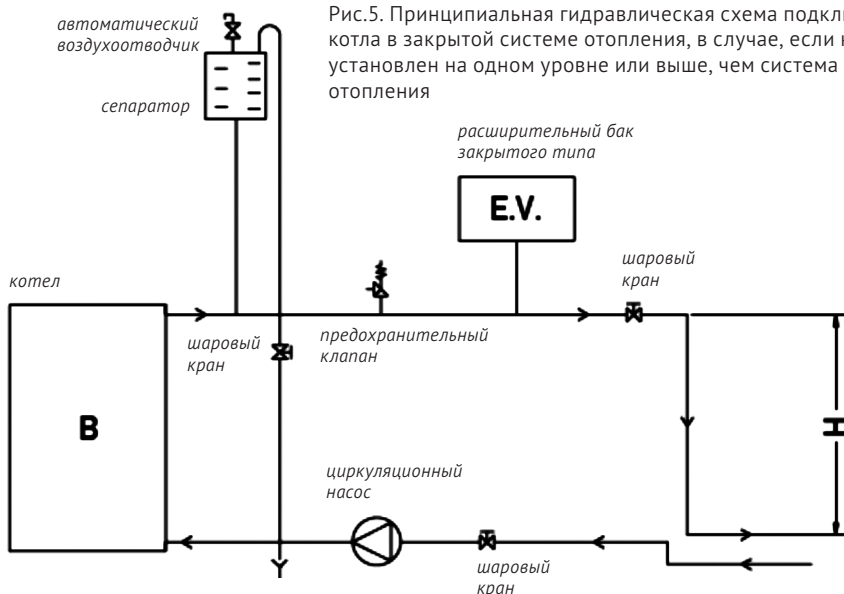 Рис.5. Принципиальная гидравлическая схема
котла в закрытой системе отопления, в случае, если
установлен на одном уровне или выше, чем система
отопления
автоматический
воздухоотводчик
сепаратор
расширительный бак
закрытого типа
E.V.
шаровый
кран
котел
шаровый
кран
предохранительный
клапан
B
H
циркуляционный
насос
шаровый
кран